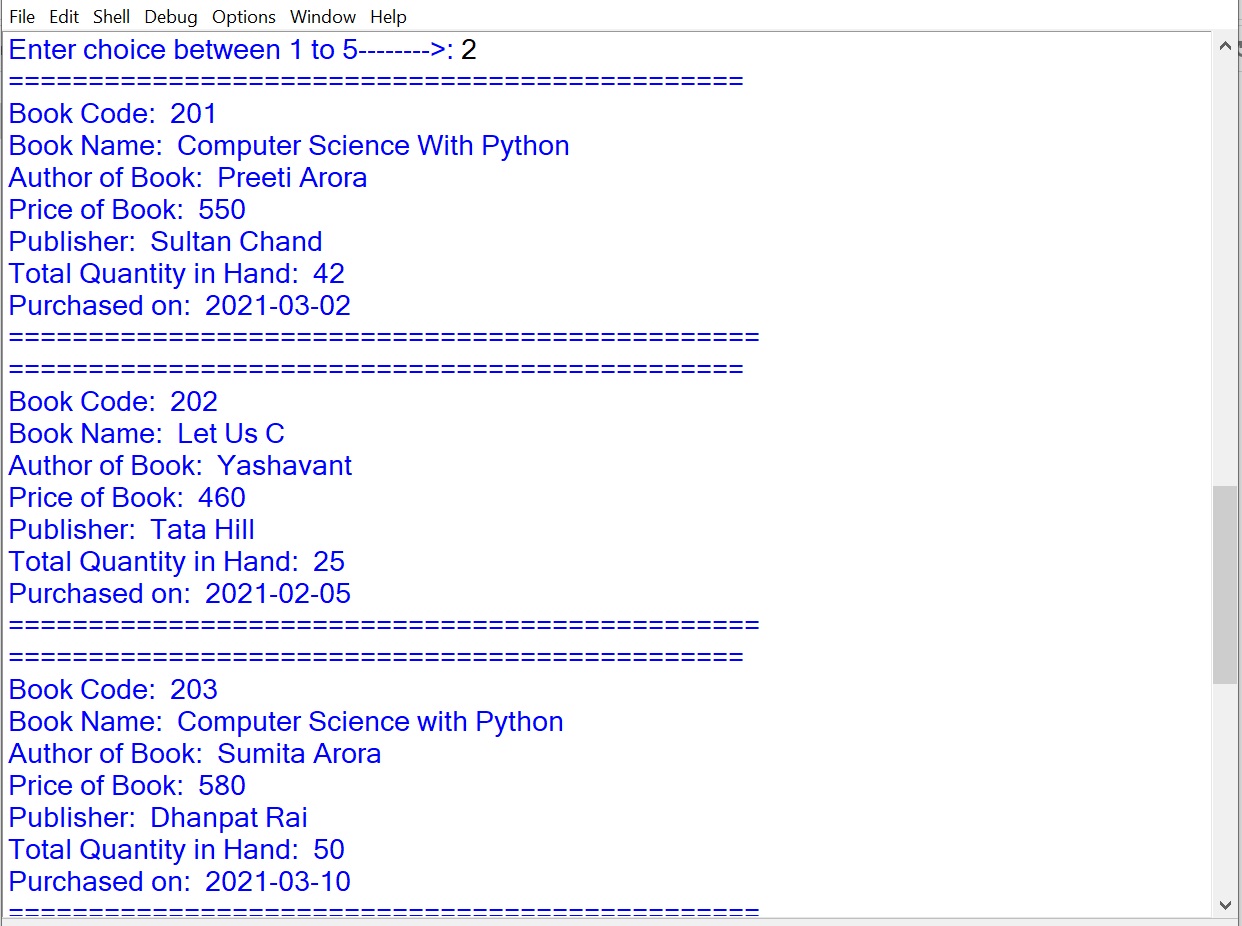 File Edit Shell Debug Options Window Help
Enter choice between 1 to 5-------->: 2
==============================================
Book Code:  201
Book Name:  Computer Science With Python
Author of Book:  Preeti Arora
Price of Book:  550
Publisher:  Sultan Chand
Total Quantity in Hand:  42
Purchased on:  2021-03-02
===============================================
==============================================
Book Code:  202
Book Name:  Let Us C
Author of Book:  Yashavant
Price of Book:  460
Publisher:  Tata Hill
Total Quantity in Hand:  25
Purchased on:  2021-02-05
===============================================
==============================================
Book Code:  203
Book Name:  Computer Science with Python
Author of Book:  Sumita Arora
Price of Book:  580
Publisher:  Dhanpat Rai
Total Quantity in Hand:  50
Purchased on:  2021-03-10
===============================================